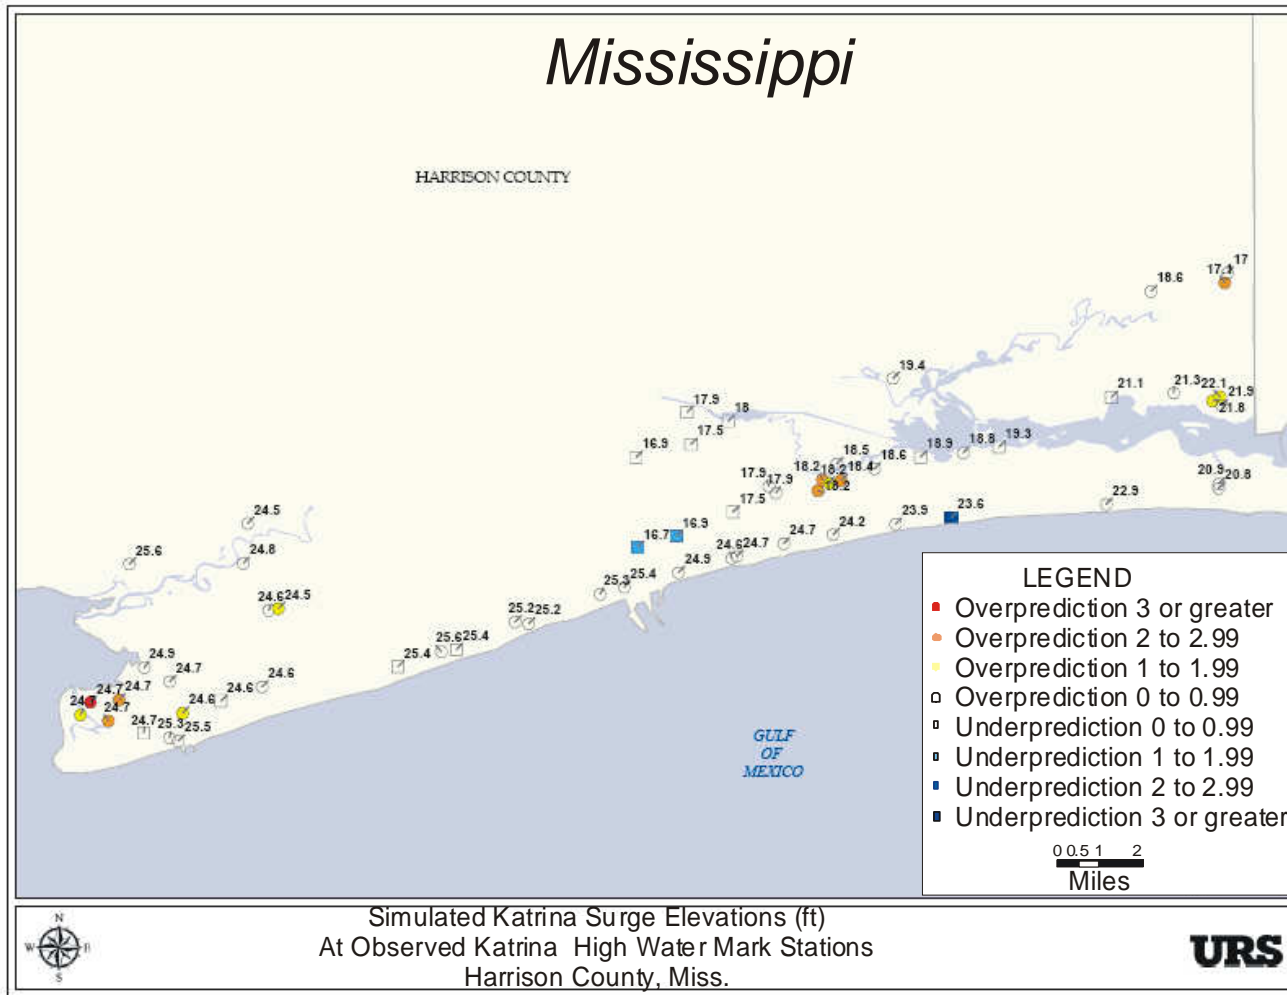 Mississippi
HARRISON COUNTY
17
17.1
18.6
19.4
21.1
21.3
22.1
21.9
21.8
17.9
18
17.5
16.9
18.5
18.6
18.9
18.8
19.3
18.2
18.2
18.4
18.2
17.9
17.9
20.9
20.8
17.5
22.9
23.6
23.9
24.2
24.7
16.7
16.9
24.6
24.7
24.9
25.3
25.4
24.5
25.6
24.8
24.6
24.5
25.2
25.2
25.6
25.4
25.4
24.9
24.7
24.6
24.6
24.7
24.7
24.7
24.7
24.6
24.7
25.3
25.5
GULF
OF
MEXICO
LEGEND
Overprediction 3 or greater
Overprediction 2 to 2.99
Overprediction 1 to 1.99
Overprediction 0 to 0.99
Underprediction 0 to 0.99
Underprediction 1 to 1.99
Underprediction 2 to 2.99
Underprediction 3 or greater
0 0.5 1 2
Miles
N
W E
S
Simulated Katrina Surge Elevations (ft)
At Observed Katrina High Water Mark Stations
Harrison County, Miss.
URS